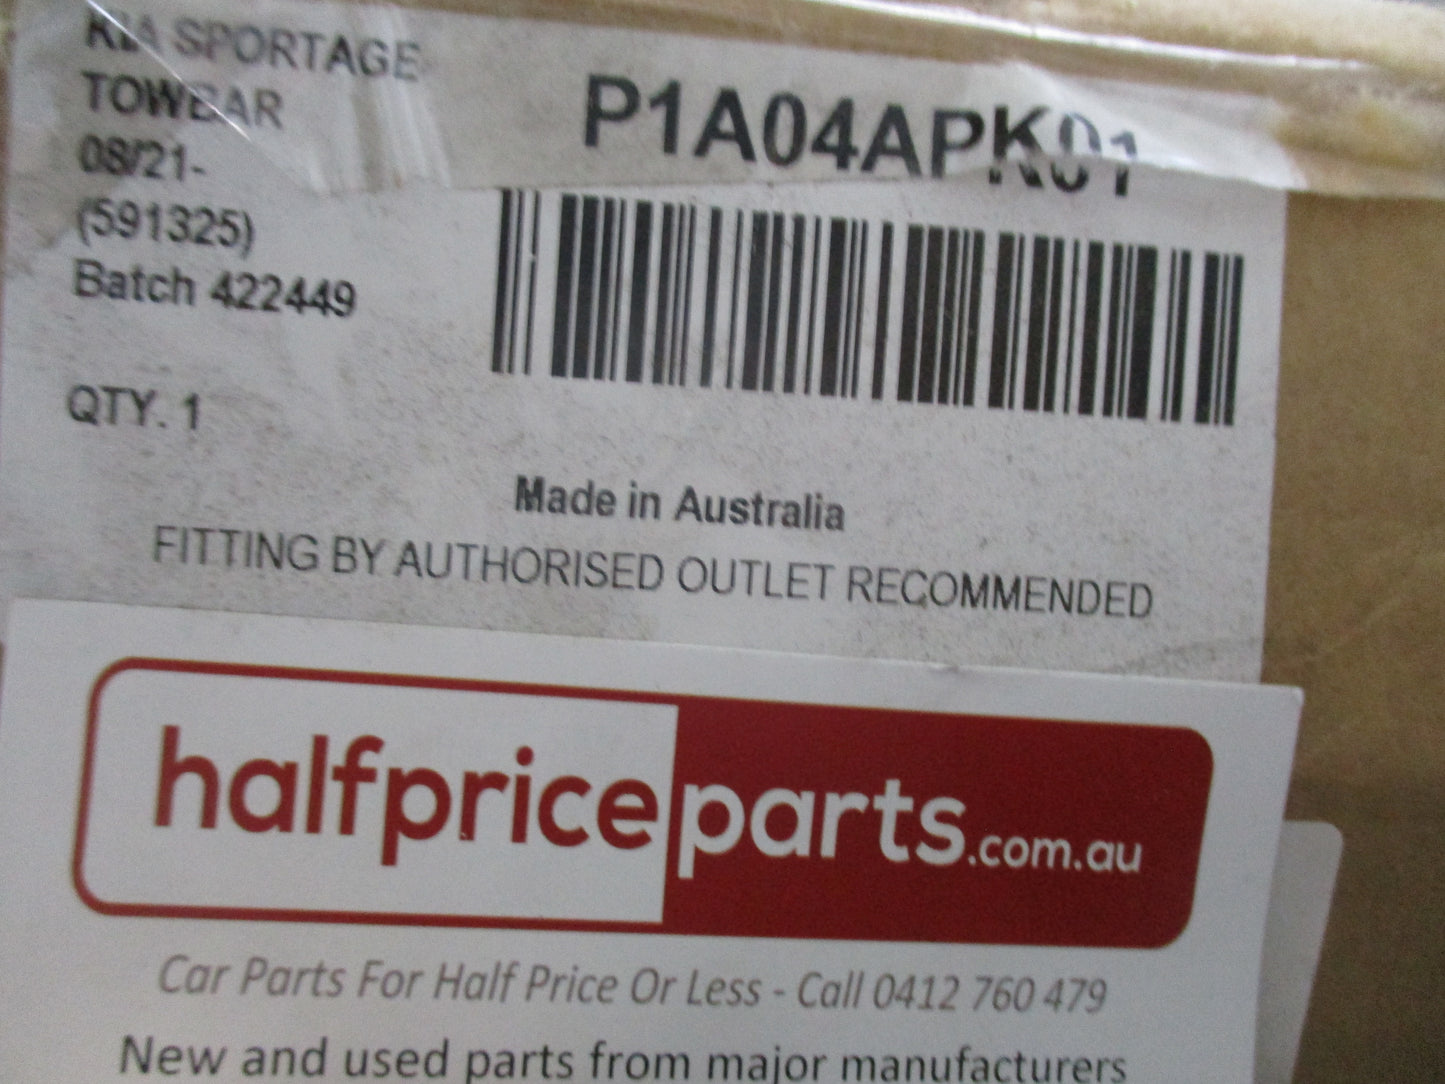 KIA SPORTAGE
TOWBAR
08/21-
(591325)
Batch 422449
QTY. 1
P1A04APK01
Made in Australia
FITTING BY AUTHORISED OUTLET RECOMMENDED
halfpriceparts.com.au
Car Parts For Half Price Or Less - Call 0412 760 479
New and used parts from major manufacturers